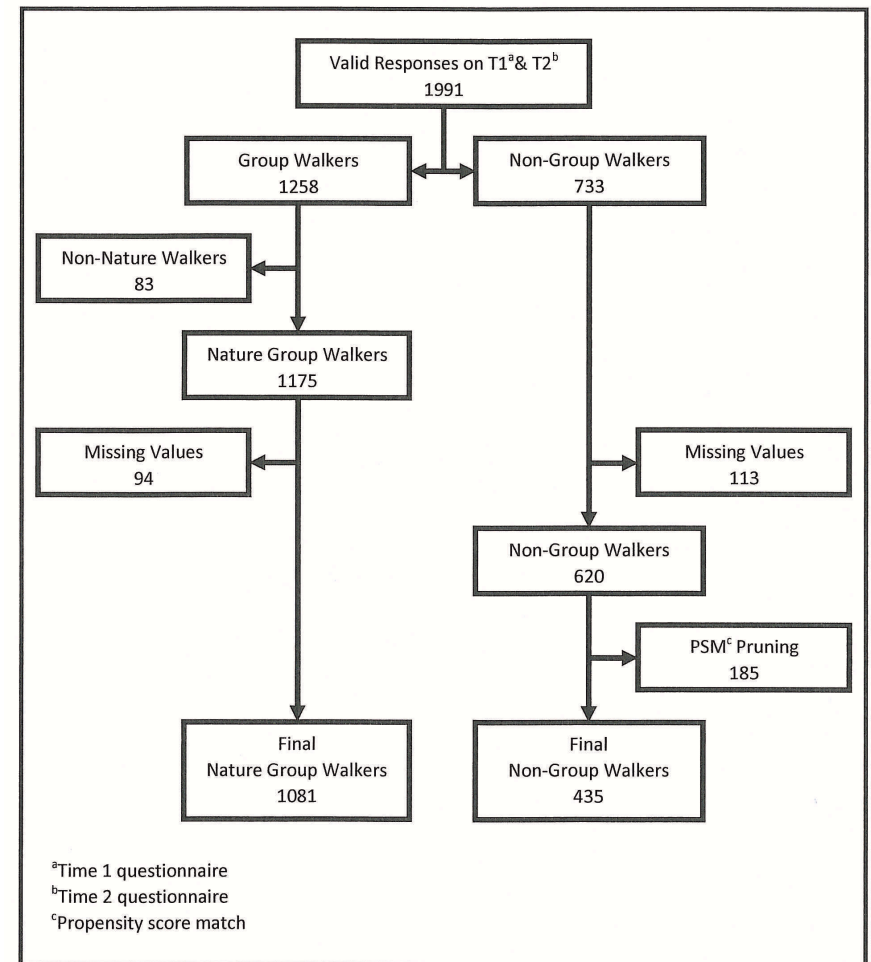 Valid Responses on T1ᵃ& T2ᵇ
1991
Group Walkers
1258
Non-Group Walkers
733
Non-Nature Walkers
83
Nature Group Walkers
1175
Missing Values
94
Missing Values
113
Non-Group Walkers
620
PSMᶜ Pruning
185
Final
Nature Group Walkers
1081
Final
Non-Group Walkers
435
ᵃTime 1 questionnaire
ᵇTime 2 questionnaire
ᶜPropensity score match